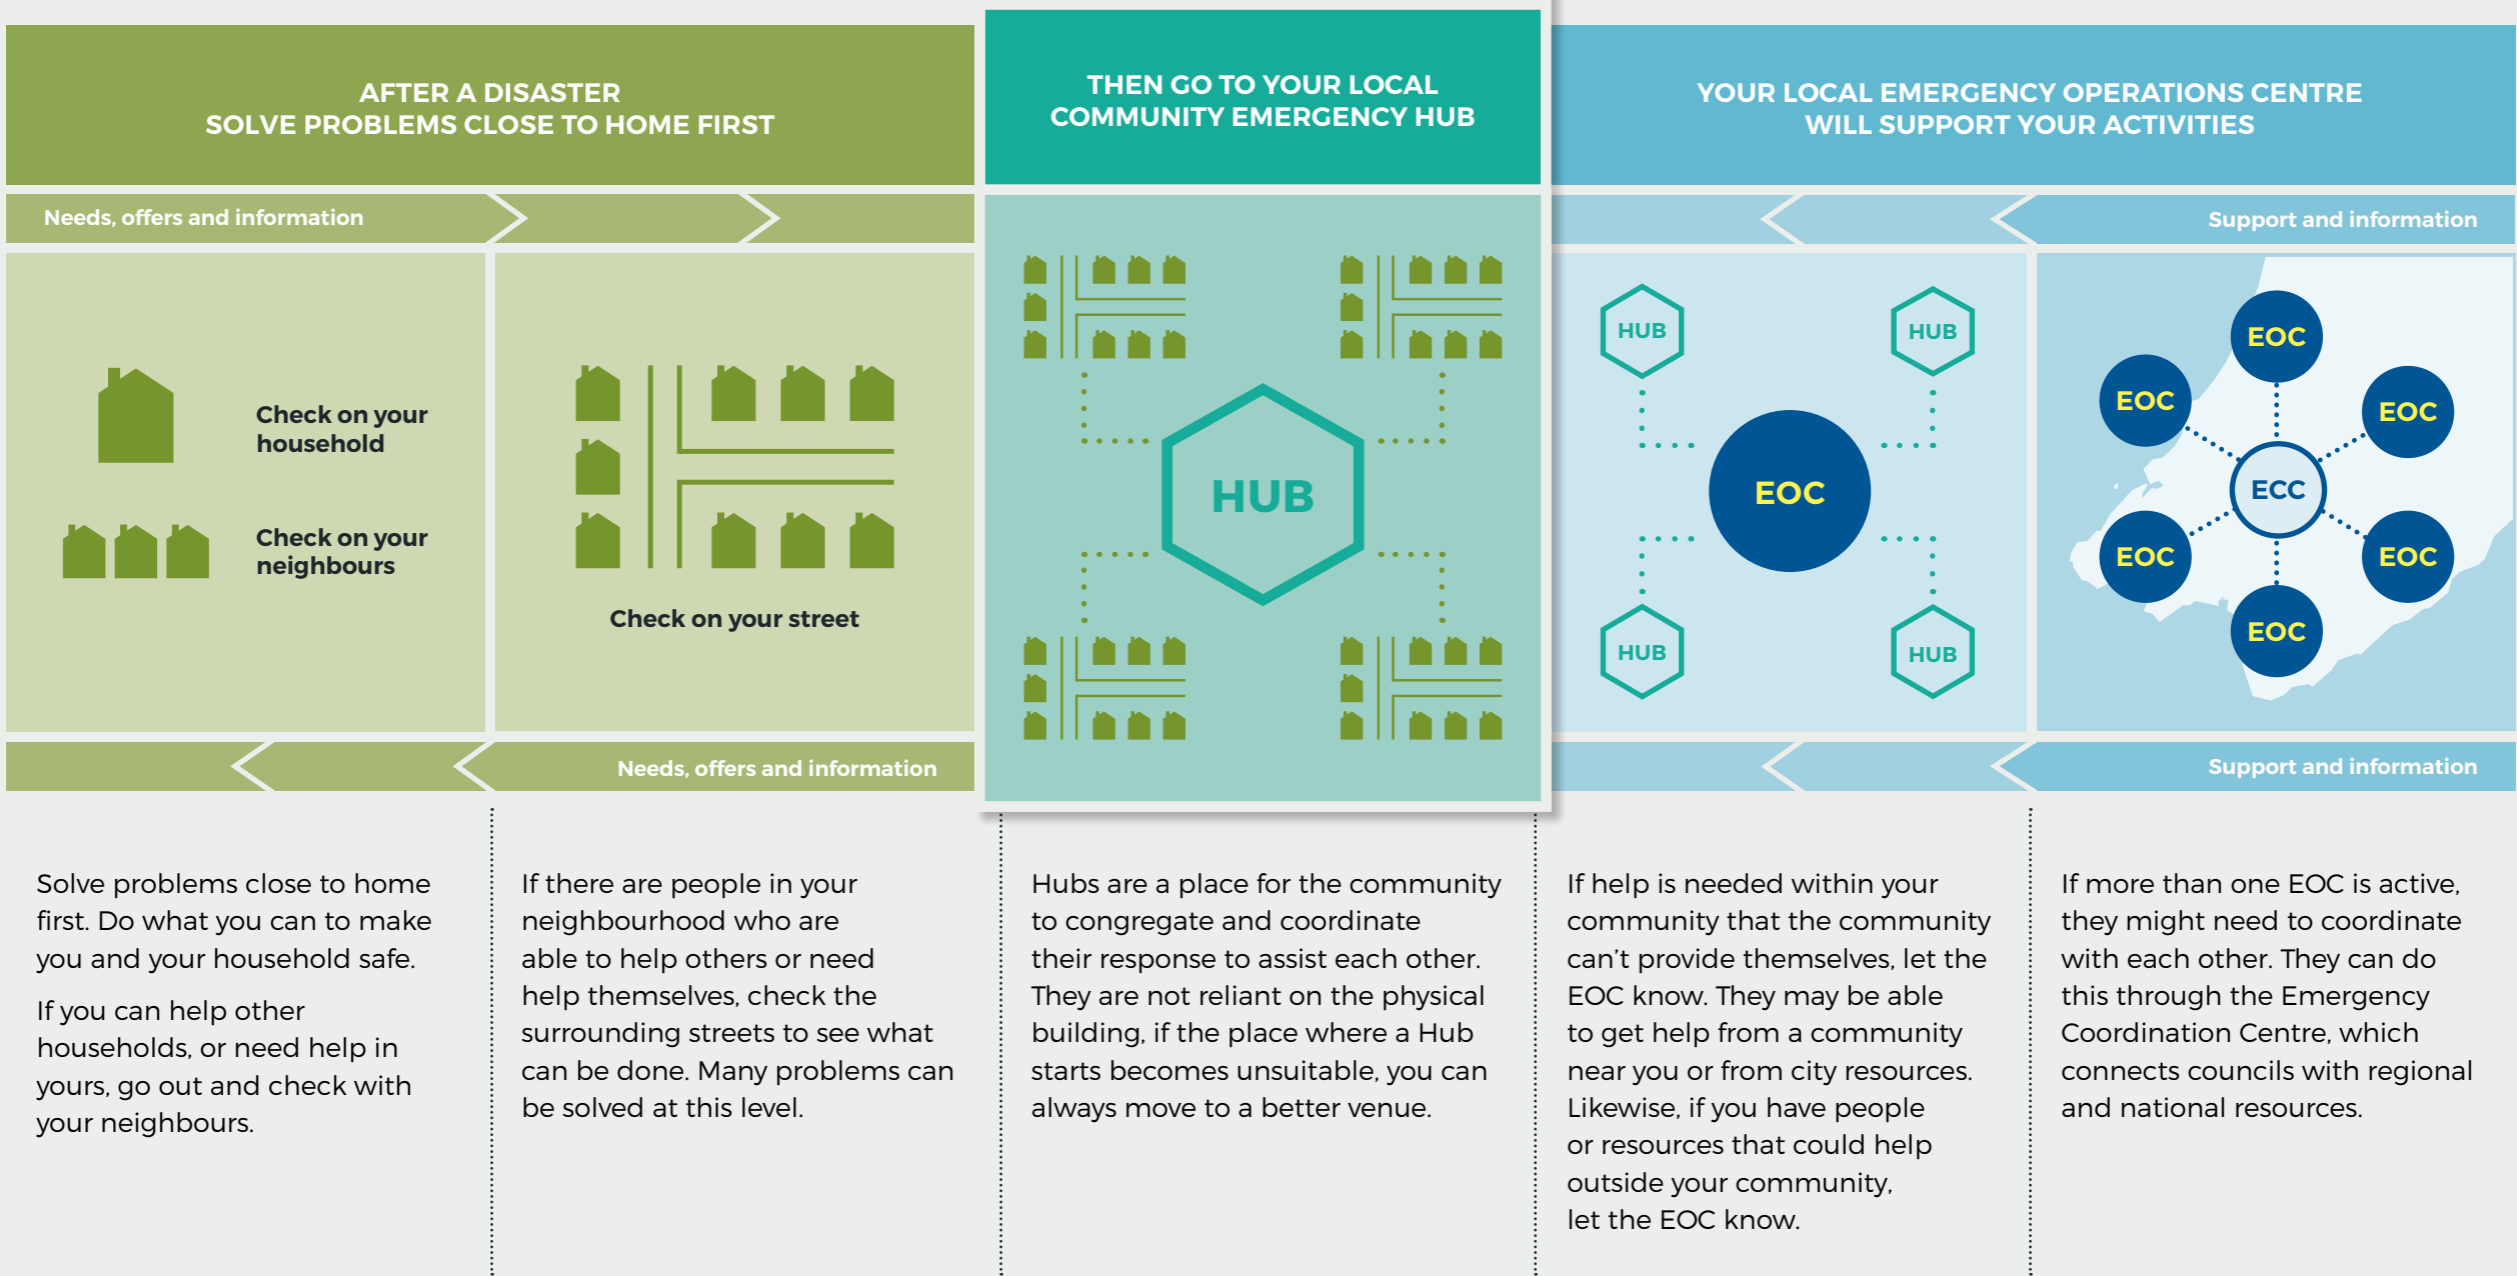 AFTER A DISASTER
SOLVE PROBLEMS CLOSE TO HOME FIRST
THEN GO TO YOUR LOCAL
COMMUNITY EMERGENCY HUB
YOUR LOCAL EMERGENCY OPERATIONS CENTRE
WILL SUPPORT YOUR ACTIVITIES
Needs, offers and information
Support and information
Check on your
household
Check on your
neighbours
Check on your street
HUB
HUB
HUB
EOC
HUB
HUB
EOC
EOC
EOC
ECC
EOC
EOC
EOC
Needs, offers and information
Support and information
Solve problems close to home
first. Do what you can to make
you and your household safe.
If you can help other
households, or need help in
yours, go out and check with
your neighbours.
If there are people in your
neighbourhood who are
able to help others or need
help themselves, check the
surrounding streets to see what
can be done. Many problems can
be solved at this level.
Hubs are a place for the community
to congregate and coordinate
their response to assist each other.
They are not reliant on the physical
building, if the place where a Hub
starts becomes unsuitable, you can
always move to a better venue.
If help is needed within your
community that the community
can't provide themselves, let the
EOC know. They may be able
to get help from a community
near you or from city resources.
Likewise, if you have people
or resources that could help
outside your community,
let the EOC know.
If more than one EOC is active,
they might need to coordinate
with each other. They can do
this through the Emergency
Coordination Centre, which
connects councils with regional
and national resources.